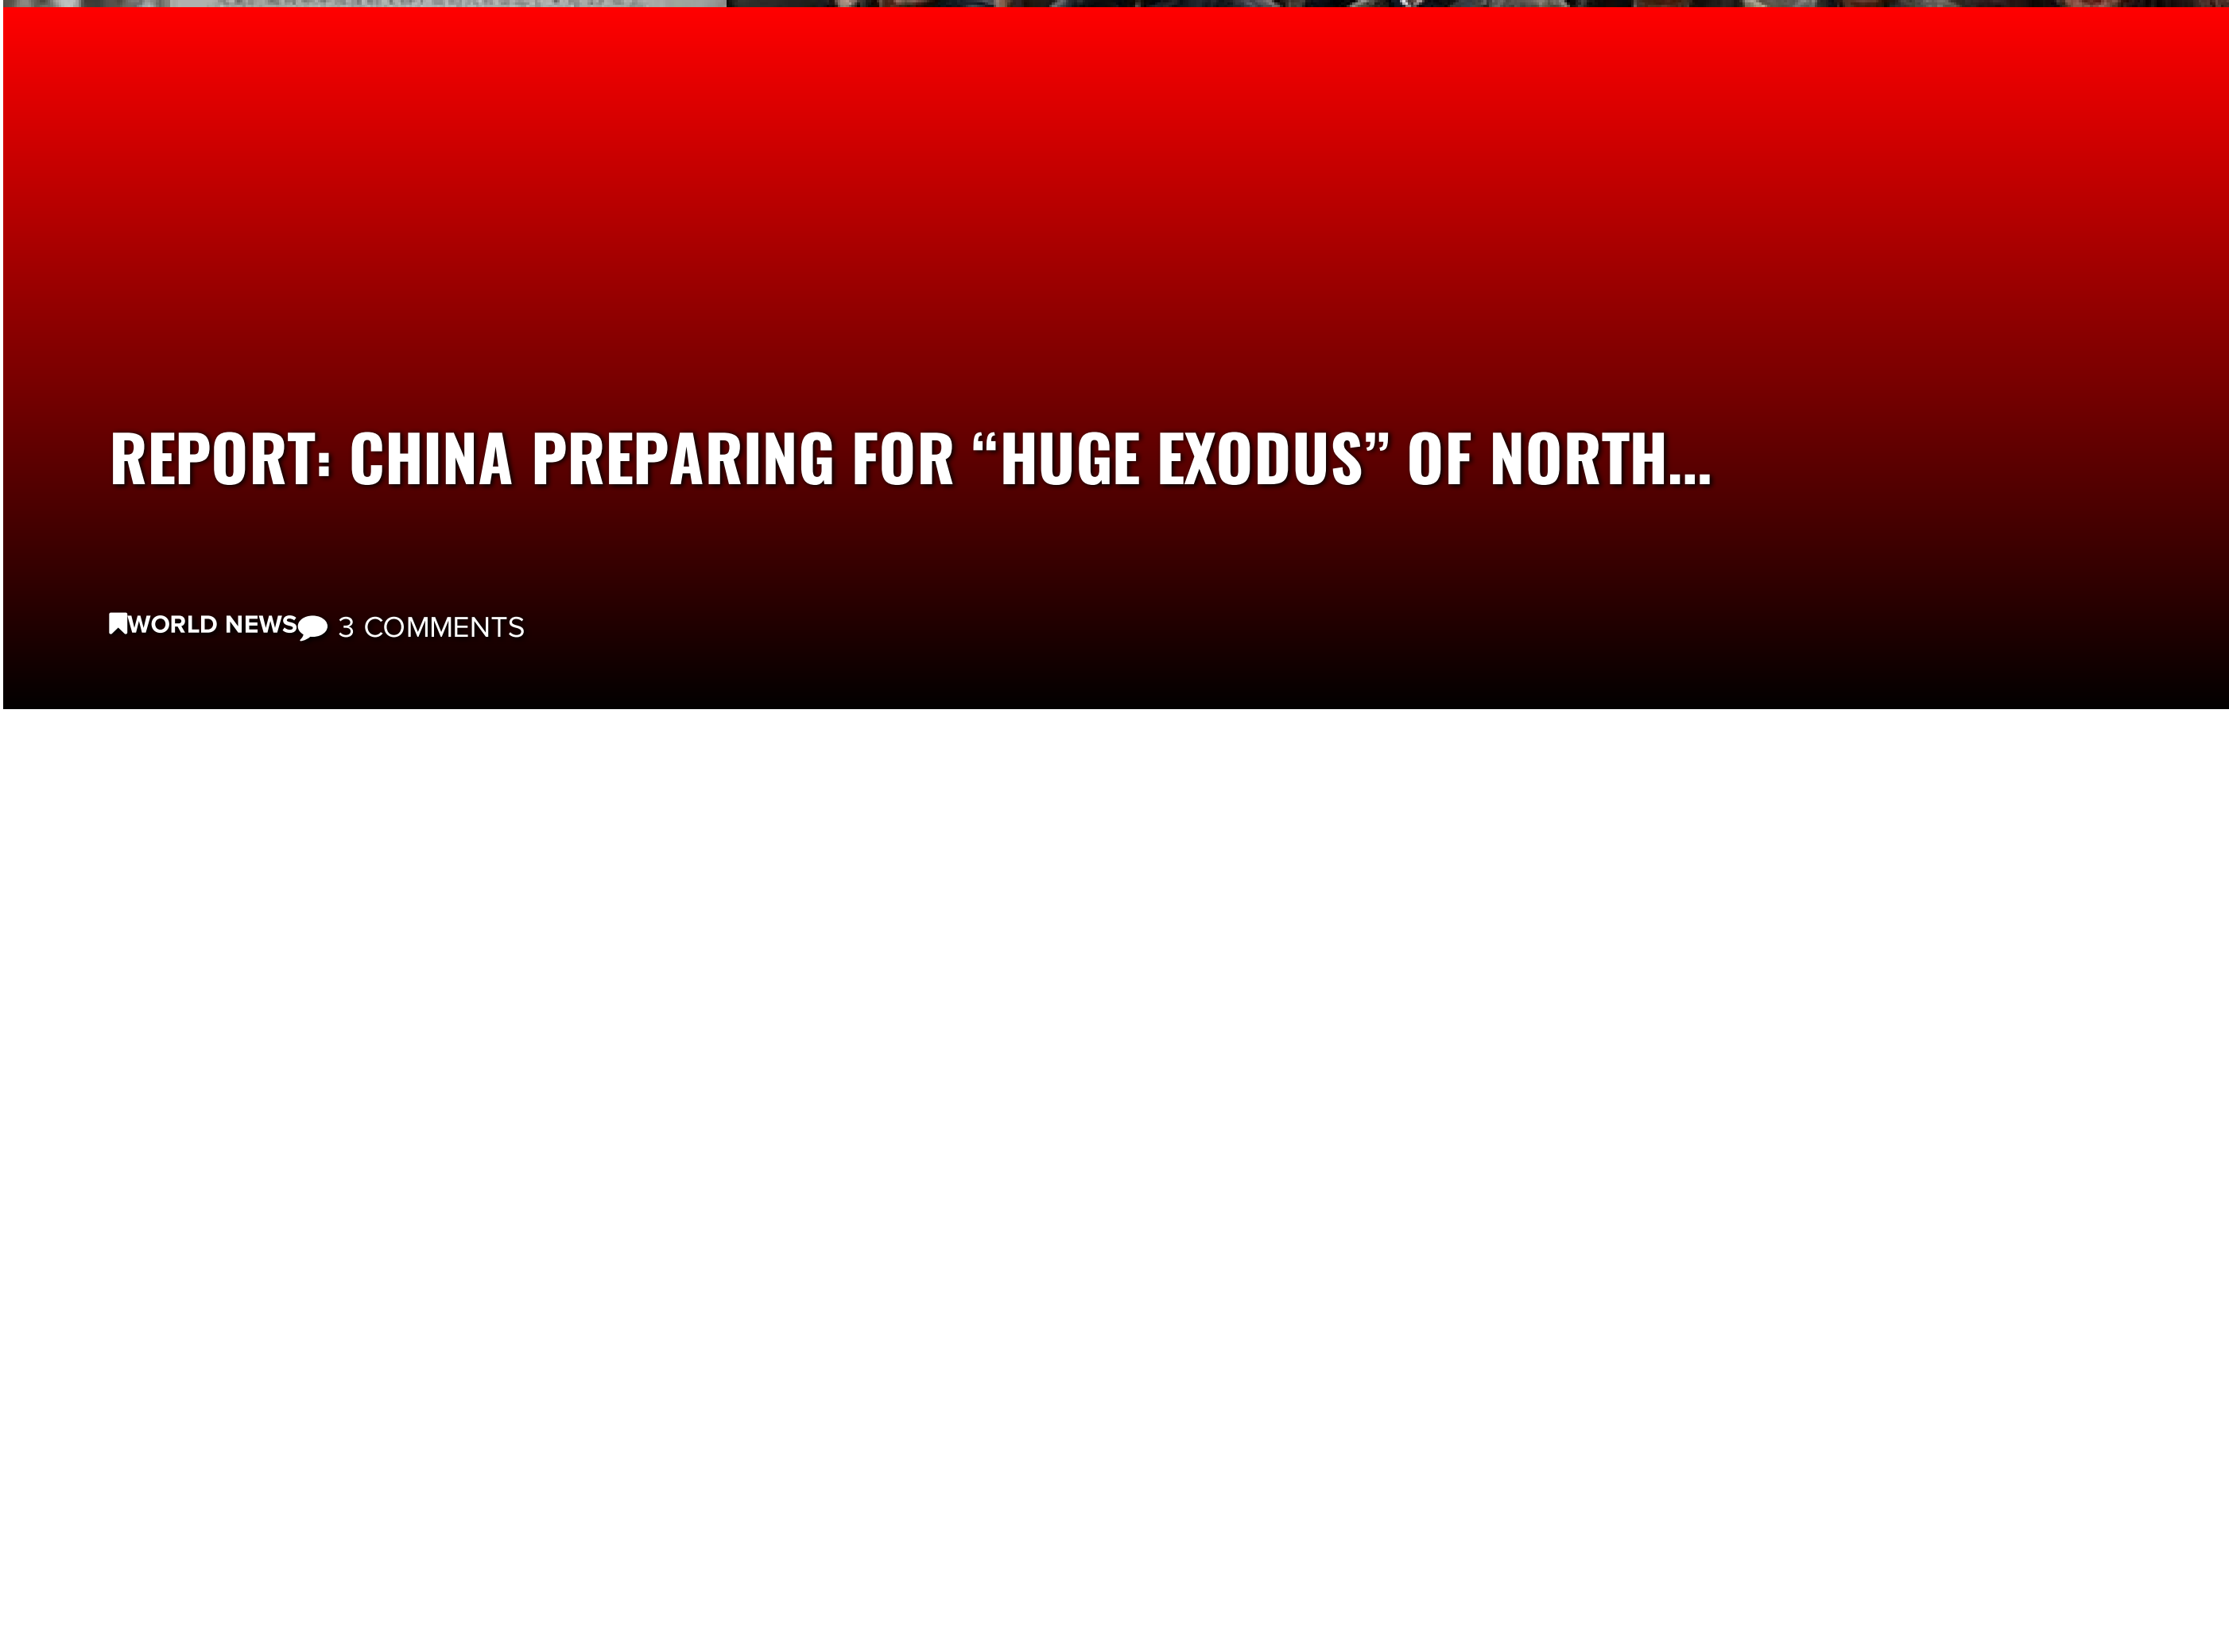 REPORT: CHINA PREPARING FOR “HUGE EXODUS” OF NORTH...
WORLD NEWS 3 COMMENTS